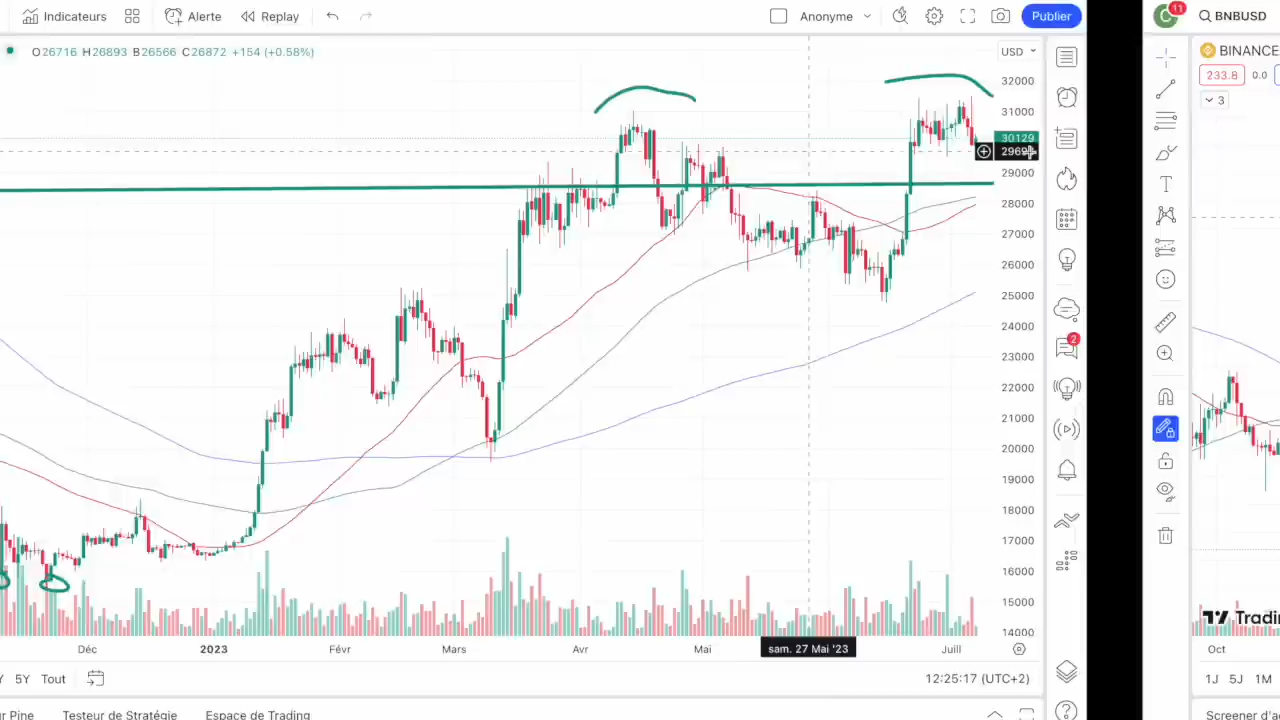 Indicateurs
Alerte
Replay
Anonyme
Publier
11
BNBUSD
O26716 H26893 B26566 C26872 +154 (+0.58%)
USD
BINANCE
233.8
0.0
3
32000
31000
30129
29000
28000
27000
26000
25000
24000
23000
22000
21000
20000
19000
18000
17000
16000
15000
14000
2
Déc
2023
Févr
Mars
Avr
Mai
sam. 27 Mai '23
Juill
Oct
5Y
Tout
12:25:17 (UTC+2)
1J
5J
1M
Pine
Testeur de Stratégie
Espace de Trading
Screener d'a